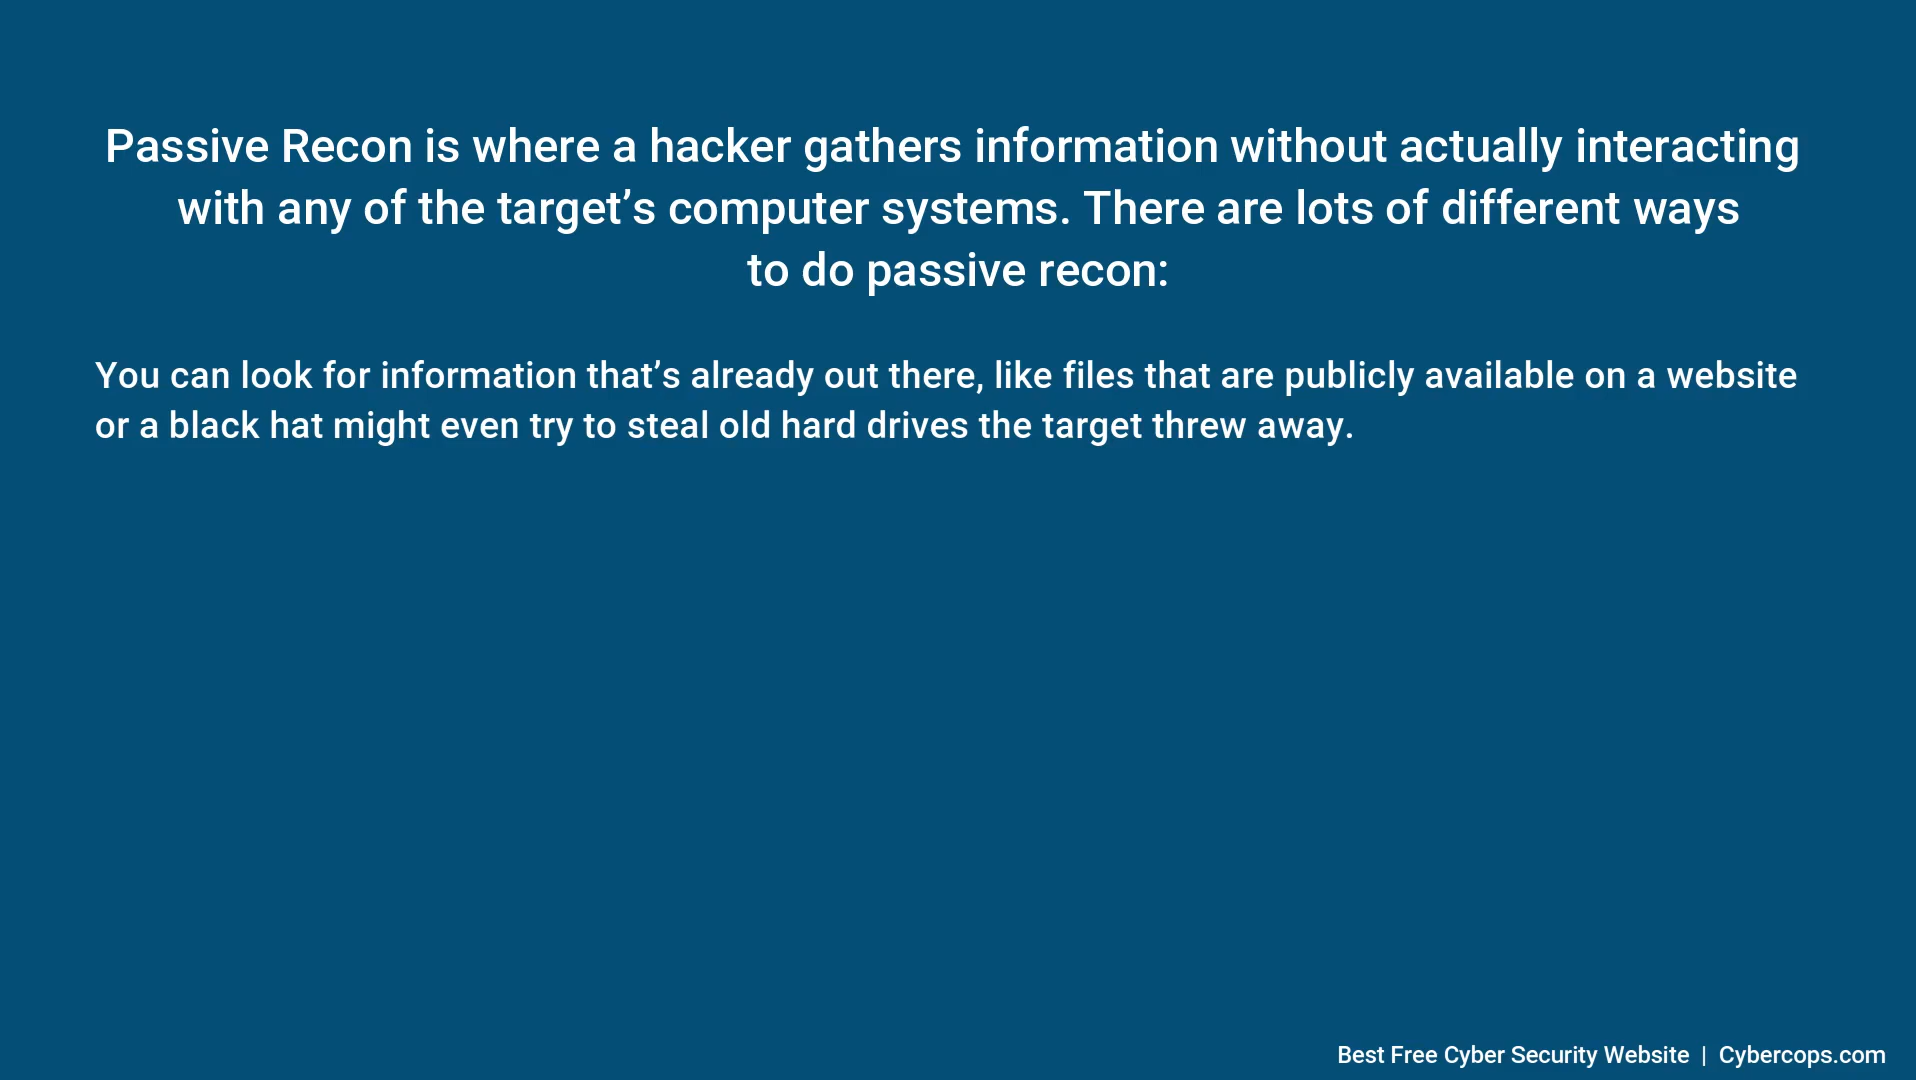 Passive Recon is where a hacker gathers information without actually interacting
with any of the target’s computer systems. There are lots of different ways
to do passive recon:
You can look for information that’s already out there, like files that are publicly available on a website
or a black hat might even try to steal old hard drives the target threw away.
Best Free Cyber Security Website | Cybercops.com